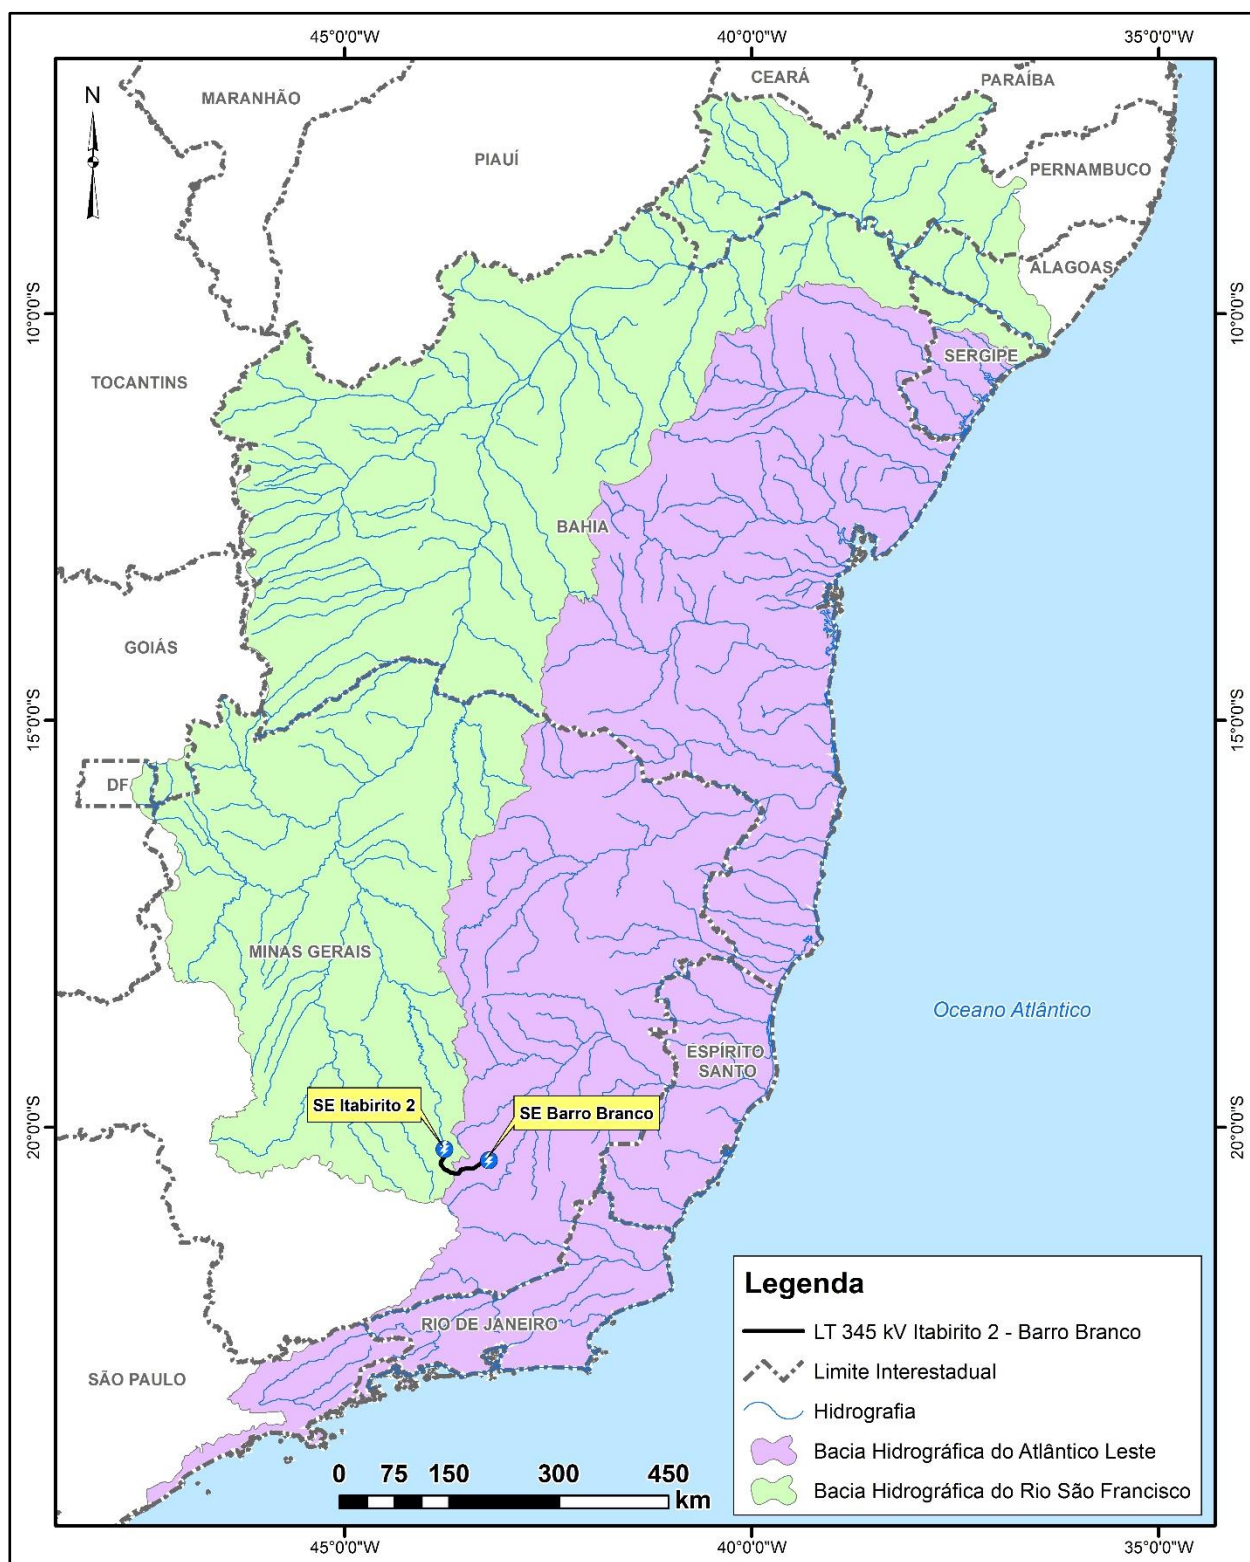 45°0'0"W
40°0'0"W
35°0'0"W
N
MARANHÃO
CEARÁ
PARAÍBA
PIAUÍ
PERNAMBUCO
ALAGOAS
10°0'0"S
10°0'0"S
SERGIPE
TOCANTINS
BAHIA
GOIÁS
15°0'0"S
15°0'0"S
DF
MINAS GERAIS
Oceano Atlântico
ESPÍRITO
SANTO
SE Itabirito 2
SE Barro Branco
20°0'0"S
20°0'0"S
RIO DE JANEIRO
SÃO PAULO
Legenda
LT 345 kV Itabirito 2 - Barro Branco
Limite Interestadual
Hidrografia
Bacia Hidrográfica do Atlântico Leste
Bacia Hidrográfica do Rio São Francisco
0 75 150 300 450
km
45°0'0"W
40°0'0"W
35°0'0"W